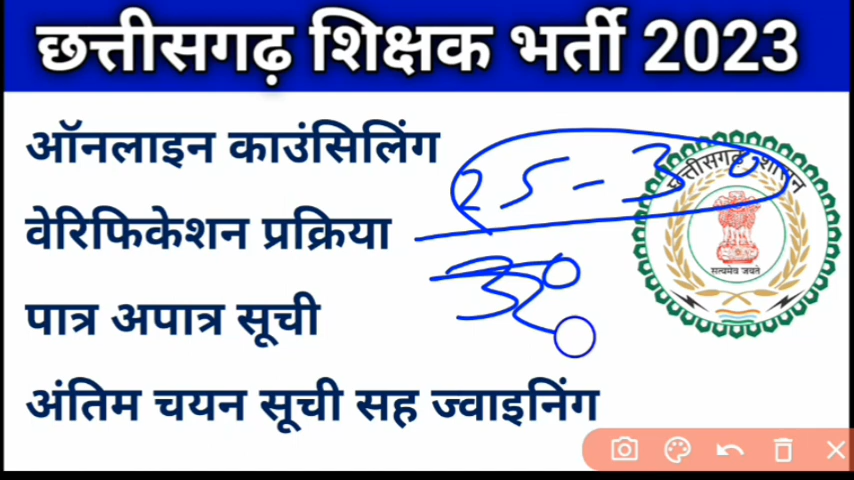 छत्तीसगढ़ शिक्षक भर्ती 2023
ऑनलाइन काउंसिलिंग
25-30
छत्तीसगढ़ शासन
वेरिफिकेशन प्रक्रिया
सत्यमेव जयते
30
पात्र अपात्र सूची
अंतिम चयन सूची सह ज्वाइनिंग